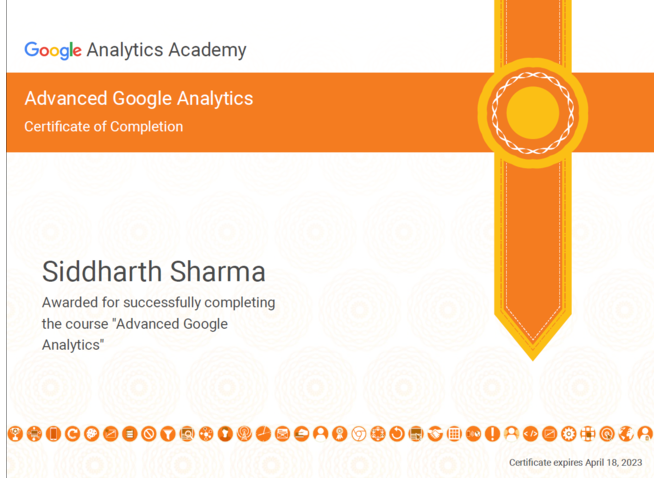 Google Analytics Academy
Advanced Google Analytics
Certificate of Completion
Siddharth Sharma
Awarded for successfully completing
the course "Advanced Google
Analytics"
Certificate expires April 18, 2023